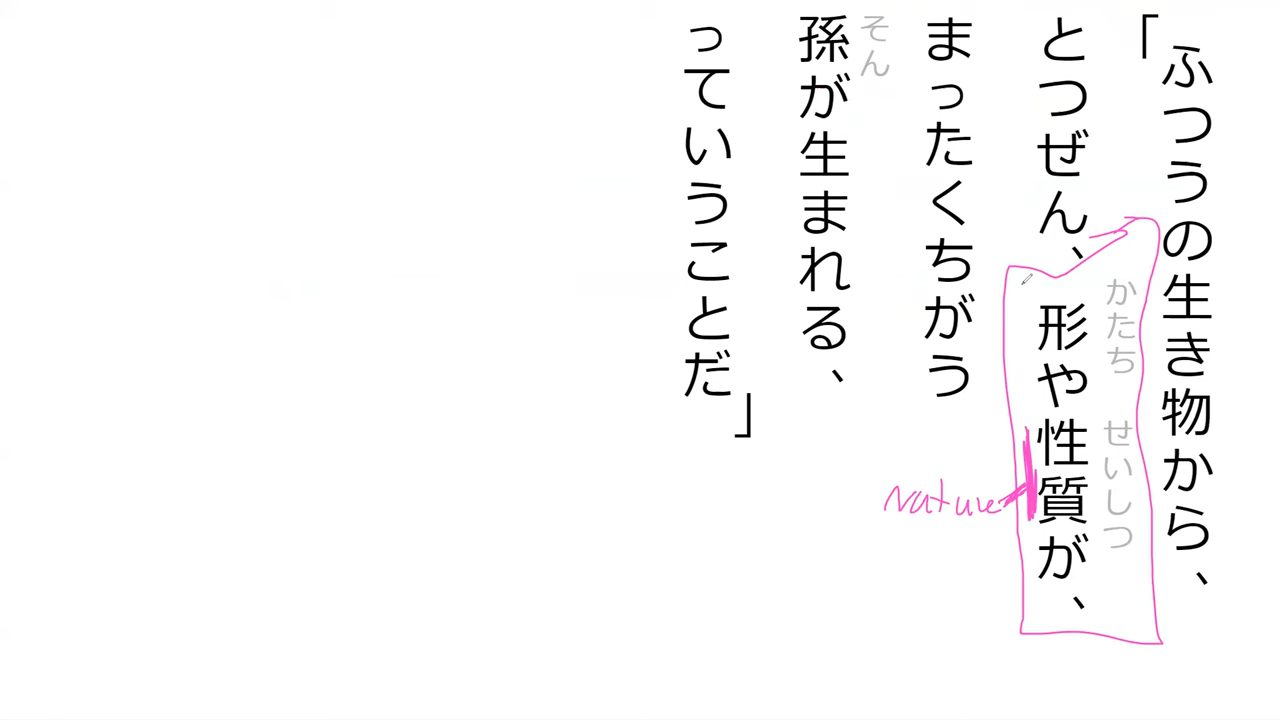 「ふつうの生き物から、
とつぜん、形や性質が、
かたち せいしつ
まったくちがう
孫が生まれる、
そん
っていうことだ」
Nature